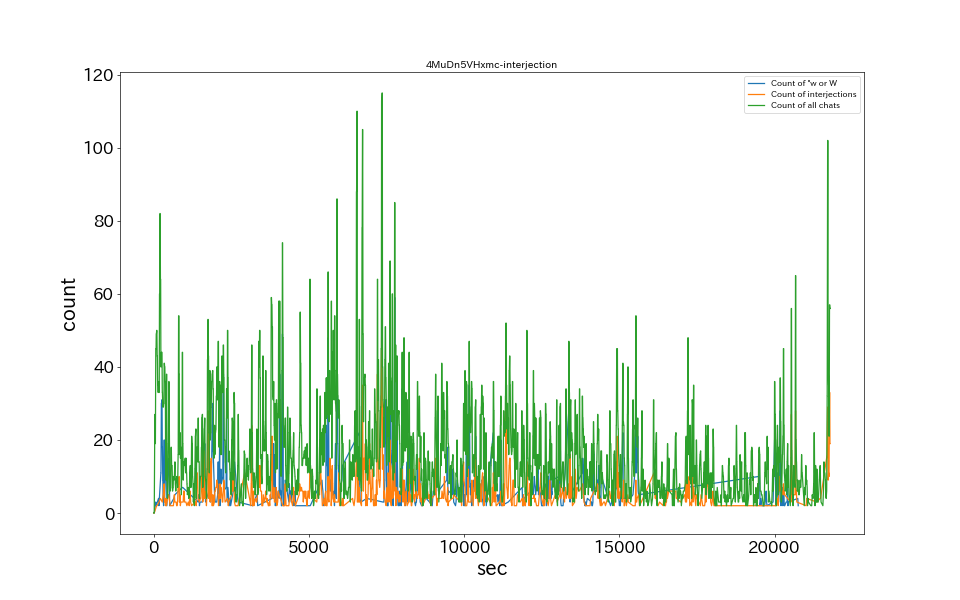 4MuDn5VHxmc-interjection
Count of "w or W
Count of interjections
Count of all chats
120
100
80
60
40
20
0
count
0 5000 10000 15000 20000
sec